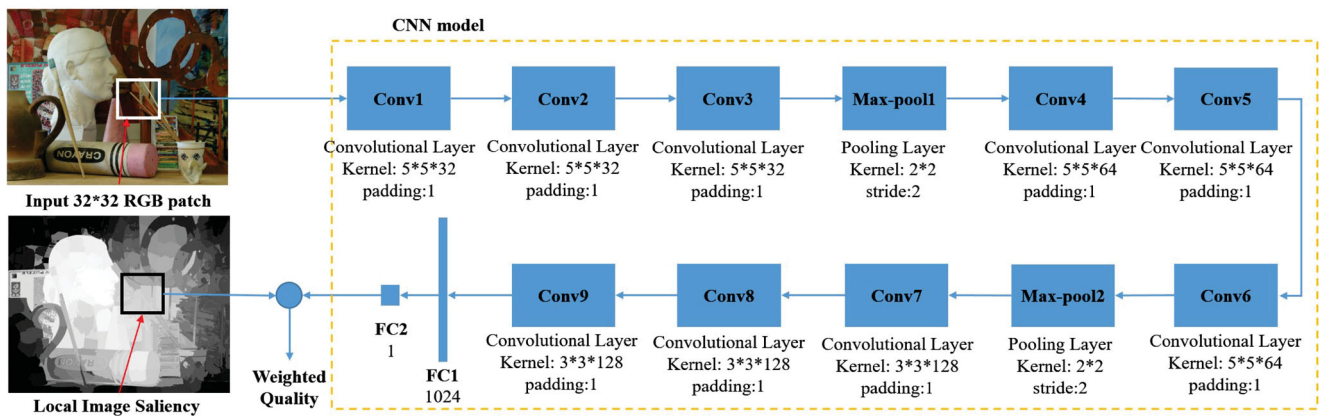 CNN model
Conv1
Convolutional Layer
Kernel: 5*5*32
padding:1
Conv2
Convolutional Layer
Kernel: 5*5*32
padding:1
Conv3
Convolutional Layer
Kernel: 5*5*32
padding:1
Max-pool1
Pooling Layer
Kernel: 2*2
stride:2
Conv4
Convolutional Layer
Kernel: 5*5*64
padding:1
Conv5
Convolutional Layer
Kernel: 5*5*64
padding:1
CRAYON
Input 32*32 RGB patch
Conv6
Convolutional Layer
Kernel: 5*5*64
padding:1
Max-pool2
Pooling Layer
Kernel: 2*2
stride:2
Conv7
Convolutional Layer
Kernel: 3*3*128
padding:1
Conv8
Convolutional Layer
Kernel: 3*3*128
padding:1
Conv9
Convolutional Layer
Kernel: 3*3*128
padding:1
FC1
1024
FC2
1
Weighted
Quality
CRAYON
Local Image Saliency